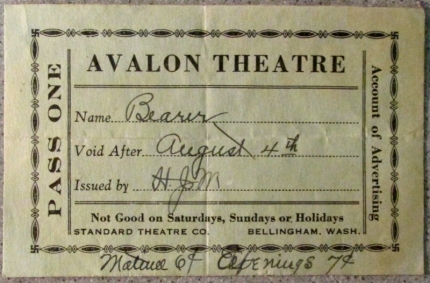 AVALON THEATRE
PASS ONE
Name Bearer
Void After August 4th
Issued by H.J.M
Account of Advertising
Not Good on Saturdays, Sundays or Holidays
STANDARD THEATRE CO. BELLINGHAM, WASH.
Matinee 6¢ Evenings 7¢